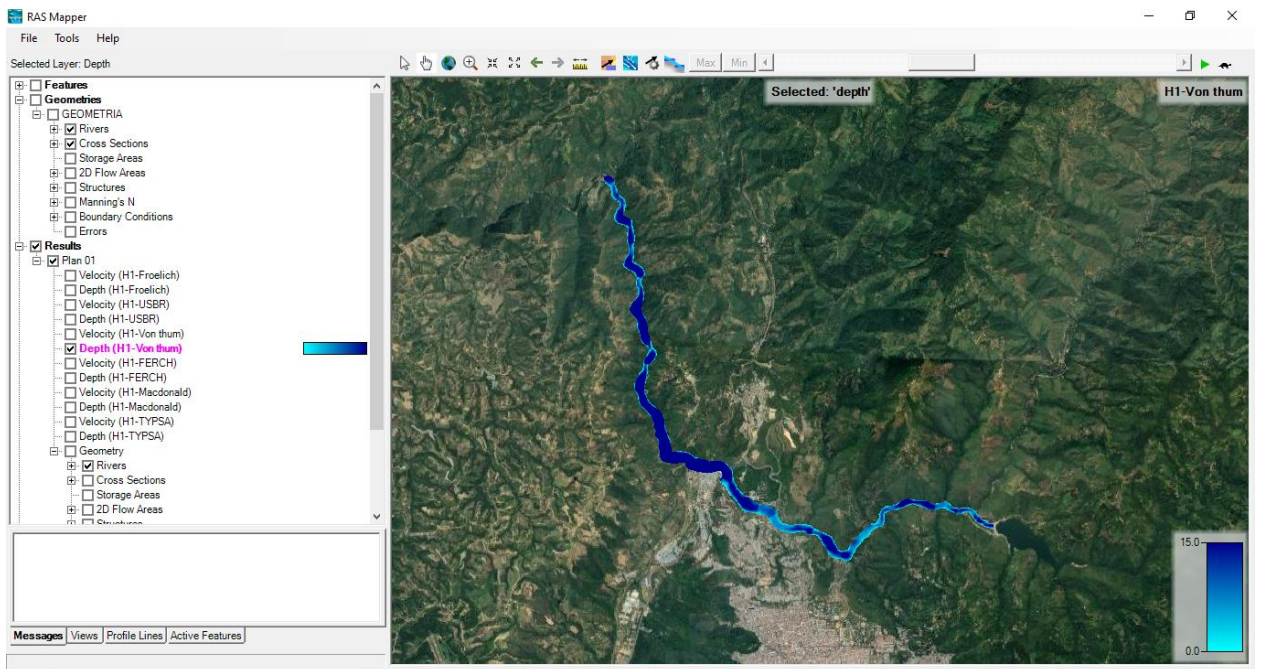 RAS Mapper
File Tools Help
Selected Layer: Depth
Max Min
Features
Geometries
GEOMETRIA
Rivers
Cross Sections
Storage Areas
2D Flow Areas
Structures
Manning's N
Boundary Conditions
Errors
Results
Plan 01
Velocity (H1-Froelich)
Depth (H1-Froelich)
Velocity (H1-USBR)
Depth (H1-USBR)
Velocity (H1-Von thum)
Depth (H1-Von thum)
Velocity (H1-FERCH)
Depth (H1-FERCH)
Velocity (H1-Macdonald)
Depth (H1-Macdonald)
Velocity (H1-TYPSA)
Depth (H1-TYPSA)
Geometry
Rivers
Cross Sections
Storage Areas
2D Flow Areas
Structures
Messages Views Profile Lines Active Features
Selected: 'depth'
H1-Von thum
15.0
0.0